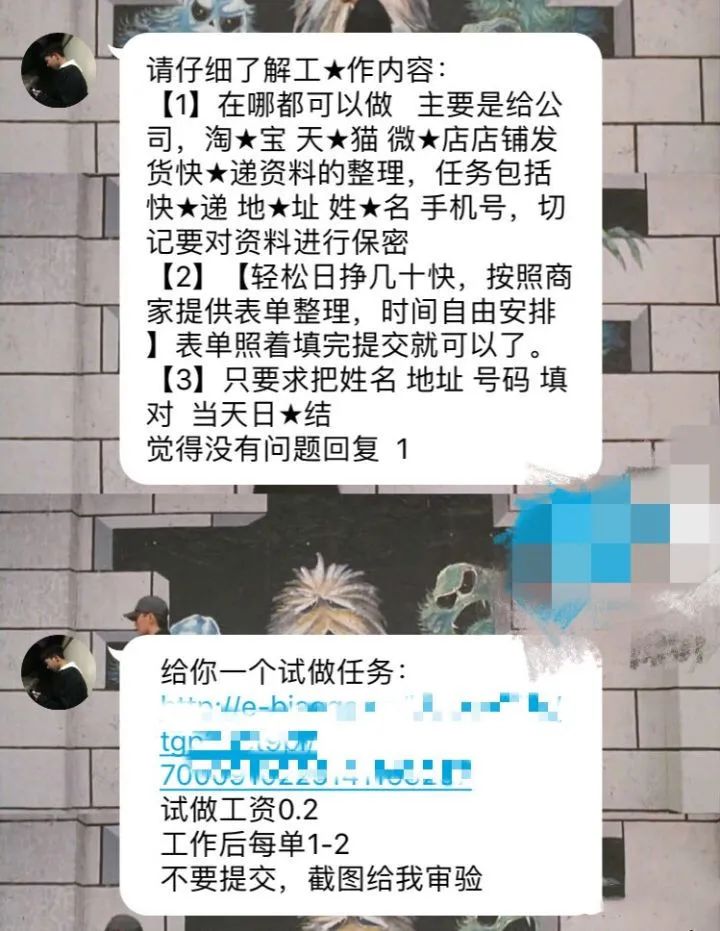 请仔细了解工★作内容：
【1】在哪都可以做 主要是给公
司，淘★宝 天★猫 微★店店铺发
货快★递资料的整理，任务包括
快★递 地★址 姓★名 手机号，切
记要对资料进行保密
【2】【轻松日挣几十快，按照商
家提供表单整理，时间自由安排
】表单照着填完提交就可以了。
【3】只要求把姓名 地址 号码 填
对 当天日★结
觉得没有问题回复 1
给你一个试做任务：
试做工资0.2
工作后每单1-2
不要提交，截图给我审验